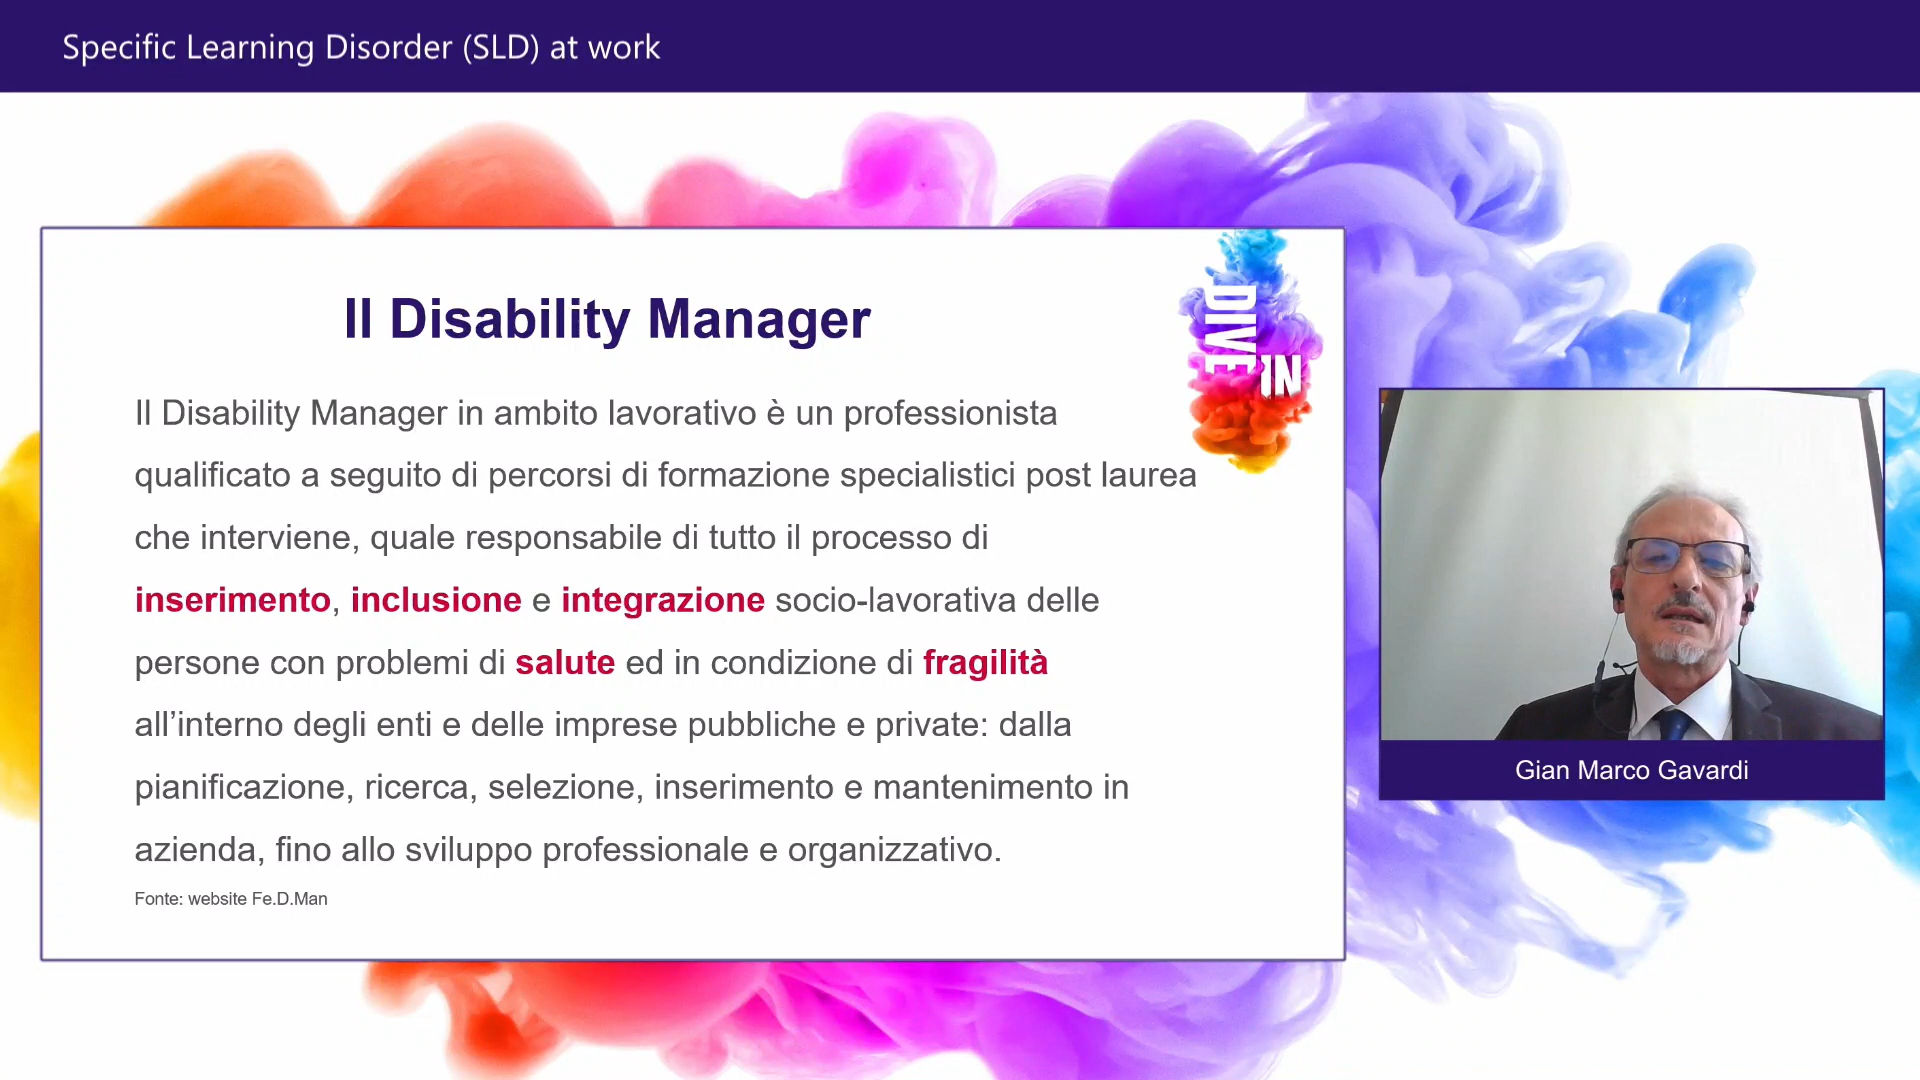 Specific Learning Disorder (SLD) at work
Il Disability Manager
DIVE
IN
Il Disability Manager in ambito lavorativo è un professionista
qualificato a seguito di percorsi di formazione specialistici post laurea
che interviene, quale responsabile di tutto il processo di
inserimento, inclusione e integrazione socio-lavorativa delle
persone con problemi di salute ed in condizione di fragilità
all’interno degli enti e delle imprese pubbliche e private: dalla
pianificazione, ricerca, selezione, inserimento e mantenimento in
azienda, fino allo sviluppo professionale e organizzativo.
Fonte: website Fe.D.Man
Gian Marco Gavardi